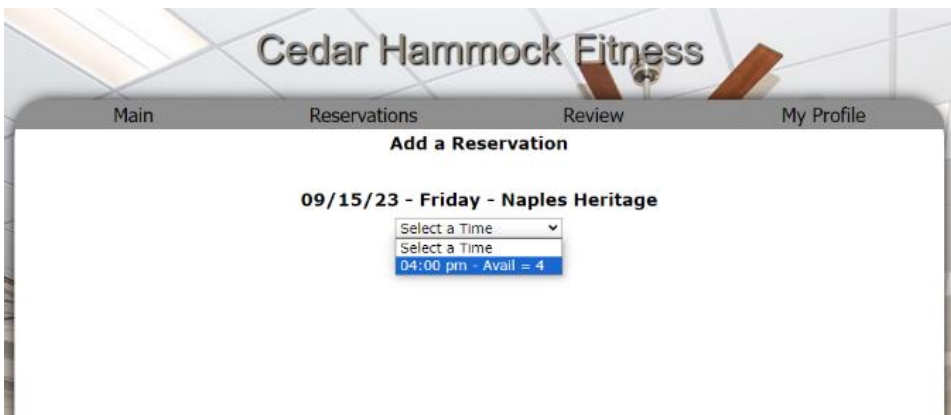 Cedar Hammock Fitness
Main Reservations Review My Profile
Add a Reservation
09/15/23 - Friday - Naples Heritage
Select a Time
Select a Time
04:00 pm - Avail = 4